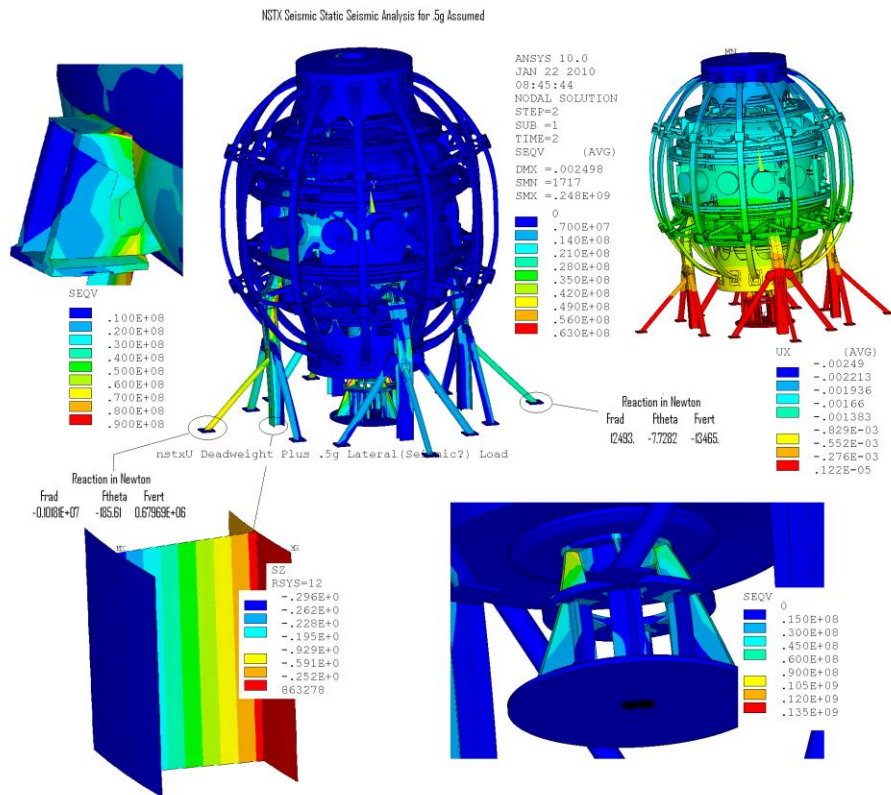 NSTX Seismic Static Seismic Analysis for .5g Assumed
ANSYS 10.0
JAN 22 2010
08:45:44
NODAL SOLUTION
STEP=2
SUB =1
TIME=2
SEQV (AVG)
DMX =.002498
SMN =1717
SMX =.248E+09
0
.700E+07
.140E+08
.210E+08
.280E+08
.350E+08
.420E+08
.490E+08
.560E+08
.630E+08
MN
SEQV
.100E+08
.200E+08
.300E+08
.400E+08
.500E+08
.600E+08
.700E+08
.800E+08
.900E+08
UX (AVG)
-.00249
-.002213
-.001936
-.00166
-.001383
-.829E-03
-.552E-03
-.276E-03
.122E-05
Reaction in Newton
Frad Ftheta Fvert
12493. -7.7282 -13465.
nstxU Deadweight Plus .5g Lateral(Seismic?) Load
Reaction in Newton
Frad Ftheta Fvert
-0.10181E+07 -185.61 0.67969E+06
MX
SZ
RSYS=12
-.296E+0
-.262E+0
-.228E+0
-.195E+0
-.929E+0
-.591E+0
-.252E+0
863278
SEQV
0
.150E+08
.300E+08
.450E+08
.600E+08
.900E+08
.105E+09
.120E+09
.135E+09